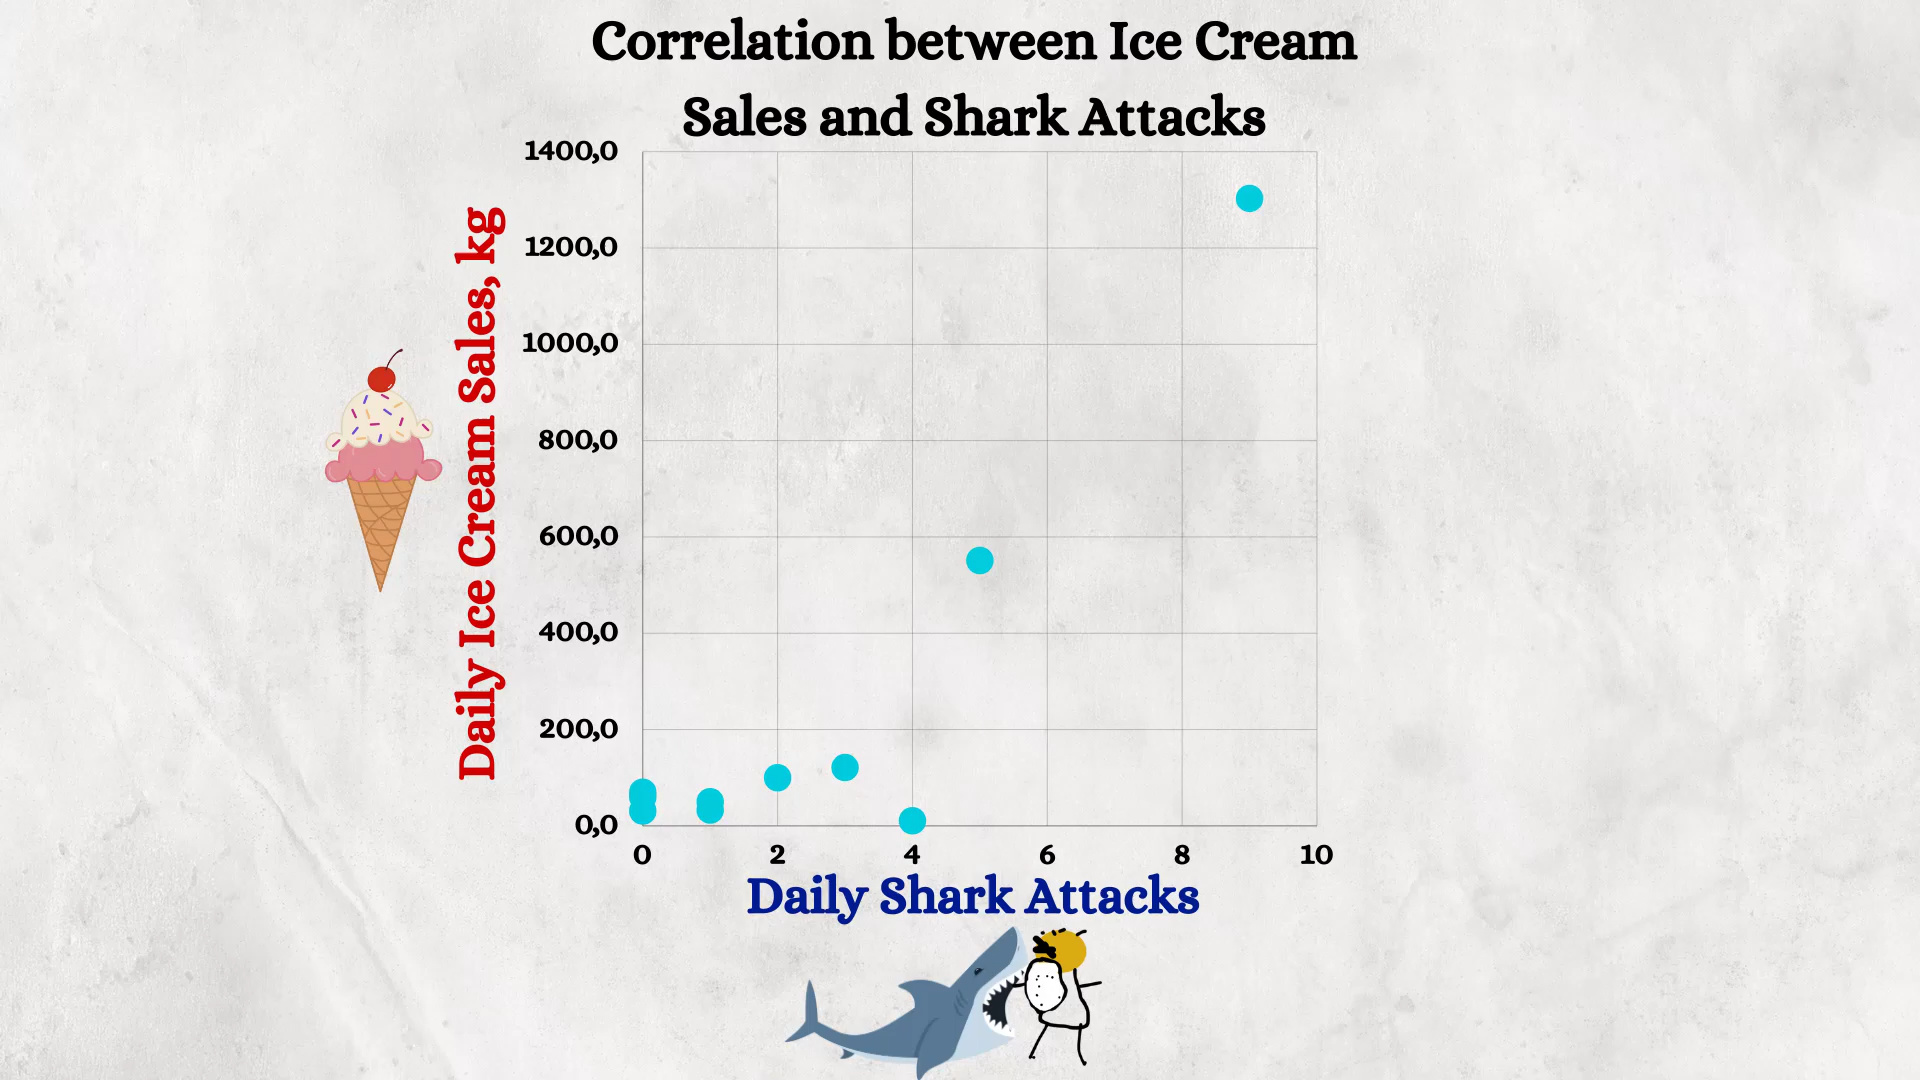 Correlation between Ice Cream
Sales and Shark Attacks
Daily Ice Cream Sales, kg
1400,0
1200,0
1000,0
800,0
600,0
400,0
200,0
0,0
0 2 4 6 8 10
Daily Shark Attacks